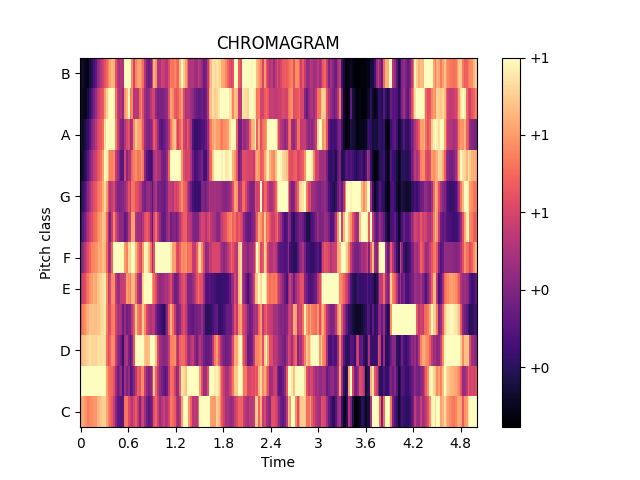 CHROMAGRAM
B
A
G
F
E
D
C
Pitch class
0 0.6 1.2 1.8 2.4 3 3.6 4.2 4.8
Time
+1
+1
+1
+0
+0